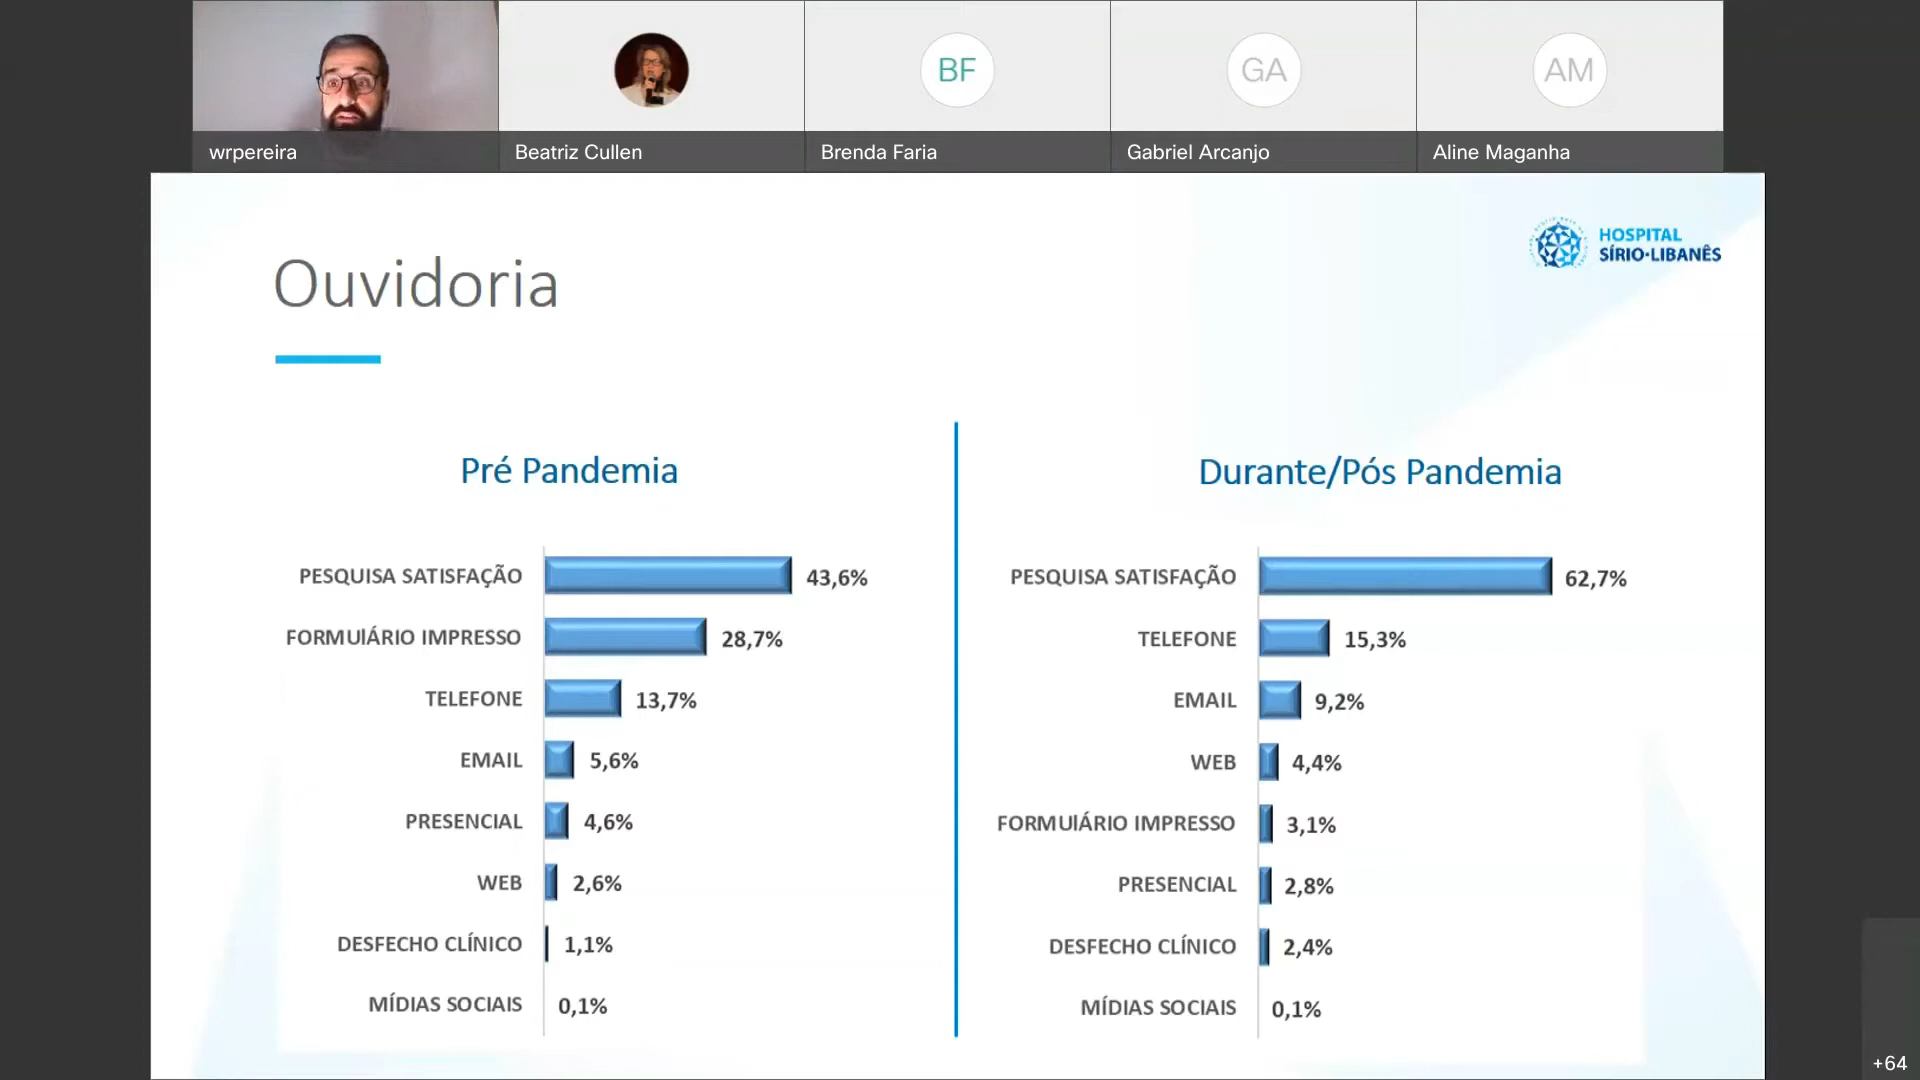 BF
GA
AM
wrpereira
Beatriz Cullen
Brenda Faria
Gabriel Arcanjo
Aline Maganha
HOSPITAL
SÍRIO•LIBANÊS
Ouvidoria
Pré Pandemia
PESQUISA SATISFAÇÃO 43,6%
FORMUlÁRIO IMPRESSO 28,7%
TELEFONE 13,7%
EMAIL 5,6%
PRESENCIAL 4,6%
WEB 2,6%
DESFECHO CLÍNICO 1,1%
MÍDIAS SOCIAIS 0,1%
Durante/Pós Pandemia
PESQUISA SATISFAÇÃO 62,7%
TELEFONE 15,3%
EMAIL 9,2%
WEB 4,4%
FORMUlÁRIO IMPRESSO 3,1%
PRESENCIAL 2,8%
DESFECHO CLÍNICO 2,4%
MÍDIAS SOCIAIS 0,1%
+64